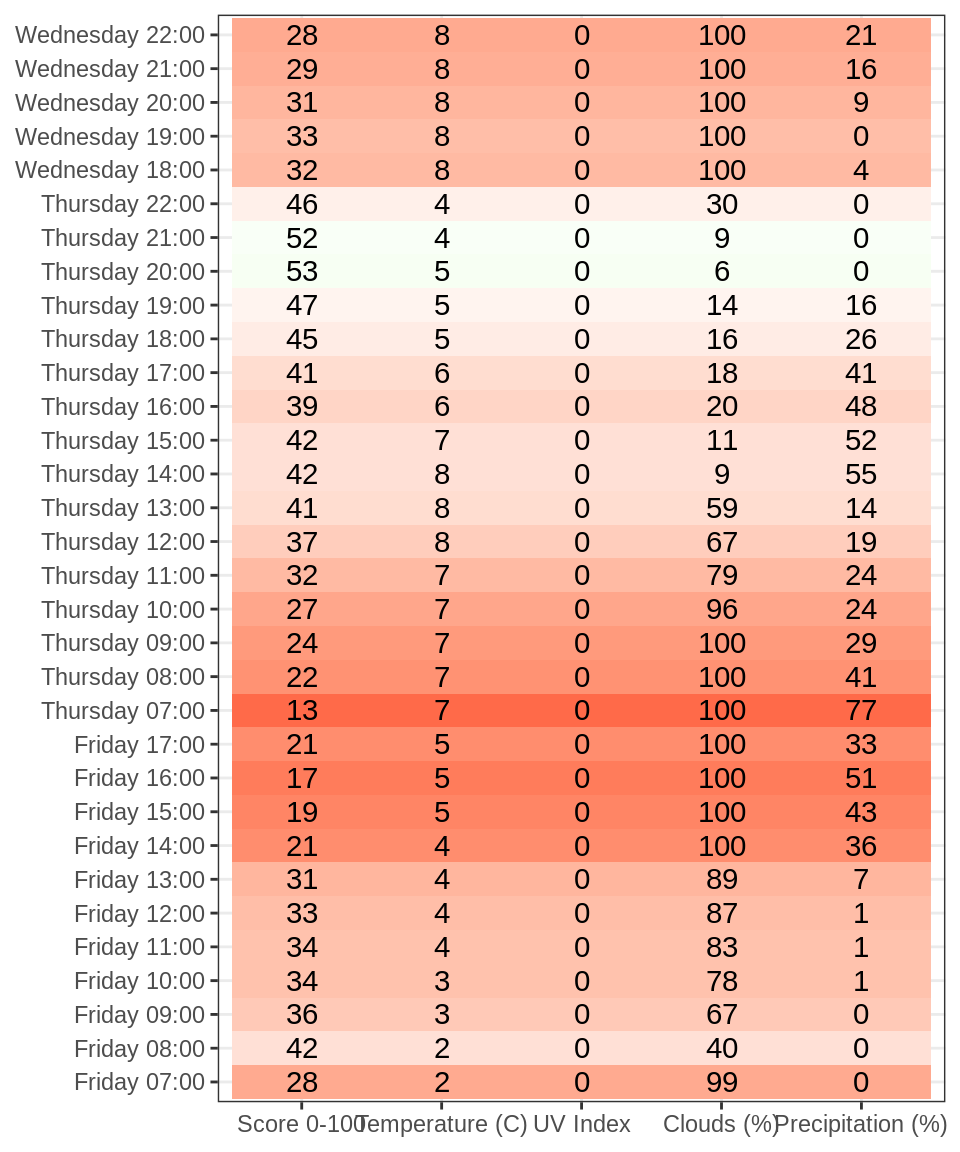 Wednesday 22:00 28 8 0 100 21
Wednesday 21:00 29 8 0 100 16
Wednesday 20:00 31 8 0 100 9
Wednesday 19:00 33 8 0 100 0
Wednesday 18:00 32 8 0 100 4
Thursday 22:00 46 4 0 30 0
Thursday 21:00 52 4 0 9 0
Thursday 20:00 53 5 0 6 0
Thursday 19:00 47 5 0 14 16
Thursday 18:00 45 5 0 16 26
Thursday 17:00 41 6 0 18 41
Thursday 16:00 39 6 0 20 48
Thursday 15:00 42 7 0 11 52
Thursday 14:00 42 8 0 9 55
Thursday 13:00 41 8 0 59 14
Thursday 12:00 37 8 0 67 19
Thursday 11:00 32 7 0 79 24
Thursday 10:00 27 7 0 96 24
Thursday 09:00 24 7 0 100 29
Thursday 08:00 22 7 0 100 41
Thursday 07:00 13 7 0 100 77
Friday 17:00 21 5 0 100 33
Friday 16:00 17 5 0 100 51
Friday 15:00 19 5 0 100 43
Friday 14:00 21 4 0 100 36
Friday 13:00 31 4 0 89 7
Friday 12:00 33 4 0 87 1
Friday 11:00 34 4 0 83 1
Friday 10:00 34 3 0 78 1
Friday 09:00 36 3 0 67 0
Friday 08:00 42 2 0 40 0
Friday 07:00 28 2 0 99 0
Score 0-100 Temperature (C) UV Index Clouds (%) Precipitation (%)